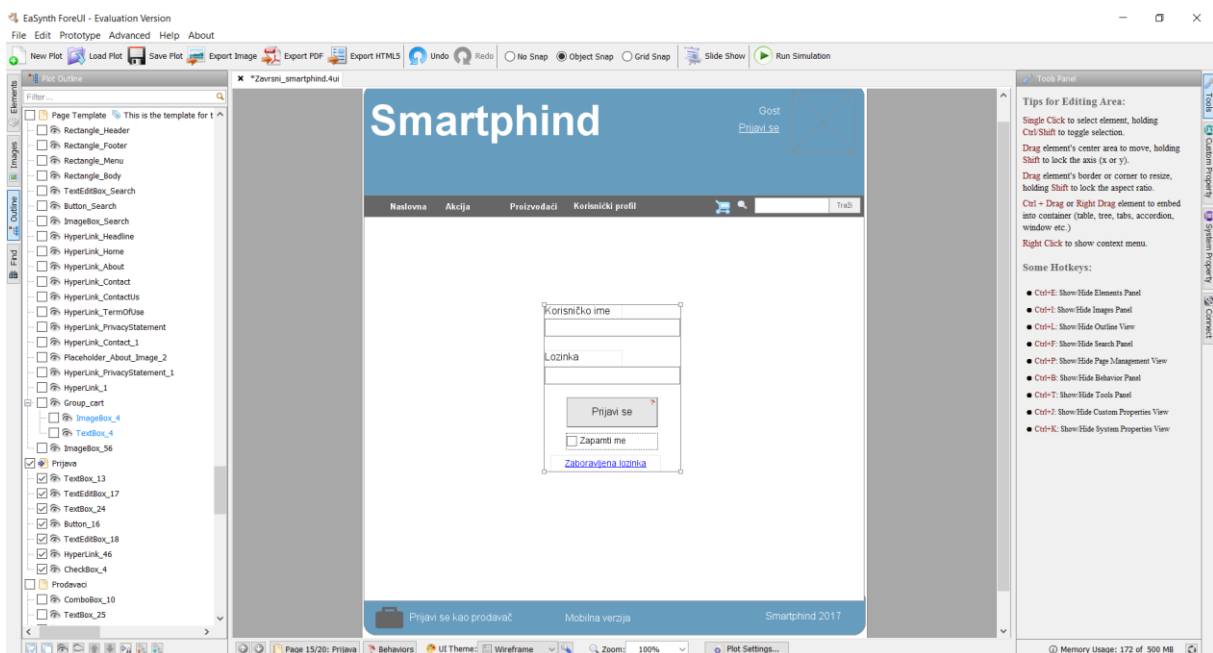 EaSynth ForeUI - Evaluation Version
File Edit Prototype Advanced Help About
New Plot Load Plot Save Plot Export Image Export PDF Export HTML5 Undo Redo No Snap Object Snap Grid Snap Slide Show Run Simulation
Elements
Images
Outline
Find
Plot Outline
Filter...
Page Template This is the template for t
Rectangle_Header
Rectangle_Footer
Rectangle_Menu
Rectangle_Body
TextEditBox_Search
Button_Search
ImageBox_Search
HyperLink_Headline
HyperLink_Home
HyperLink_About
HyperLink_Contact
HyperLink_ContactUs
HyperLink_TermOfUse
HyperLink_PrivacyStatement
HyperLink_Contact_1
Placeholder_About_Image_2
HyperLink_PrivacyStatement_1
HyperLink_1
Group_cart
ImageBox_4
TextBox_4
ImageBox_56
Prijava
TextBox_13
TextEditBox_17
TextBox_24
Button_16
TextEditBox_18
HyperLink_46
CheckBox_4
Prodavaci
ComboBox_10
TextBox_25
*Zavrsni_smartphind.4ui
Smartphind
Gost
Prijavi se
Naslovna Akcija Proizvođači Korisnički profil Traži
Korisničko ime
Lozinka
Prijavi se
Zapamti me
Zaboravljena lozinka
Prijavi se kao prodavač Mobilna verzija Smartphind 2017
Page 15/20: Prijava Behaviors UI Theme: Wireframe Zoom: 100% Plot Settings...
Tools Panel
Tips for Editing Area:
Single Click to select element, holding
Ctrl/Shift to toggle selection.
Drag element's center area to move, holding
Shift to lock the axis (x or y).
Drag element's border or corner to resize,
holding Shift to lock the aspect ratio.
Ctrl + Drag or Right Drag element to embed
into container (table, tree, tabs, accordion,
window etc.)
Right Click to show context menu.
Some Hotkeys:
Ctrl+E: Show/Hide Elements Panel
Ctrl+I: Show/Hide Images Panel
Ctrl+L: Show/Hide Outline View
Ctrl+F: Show/Hide Search Panel
Ctrl+P: Show/Hide Page Management View
Ctrl+B: Show/Hide Behavior Panel
Ctrl+T: Show/Hide Tools Panel
Ctrl+J: Show/Hide Custom Properties View
Ctrl+K: Show/Hide System Properties View
Tools
Custom Property
System Property
Connect
Memory Usage: 172 of 500 MB